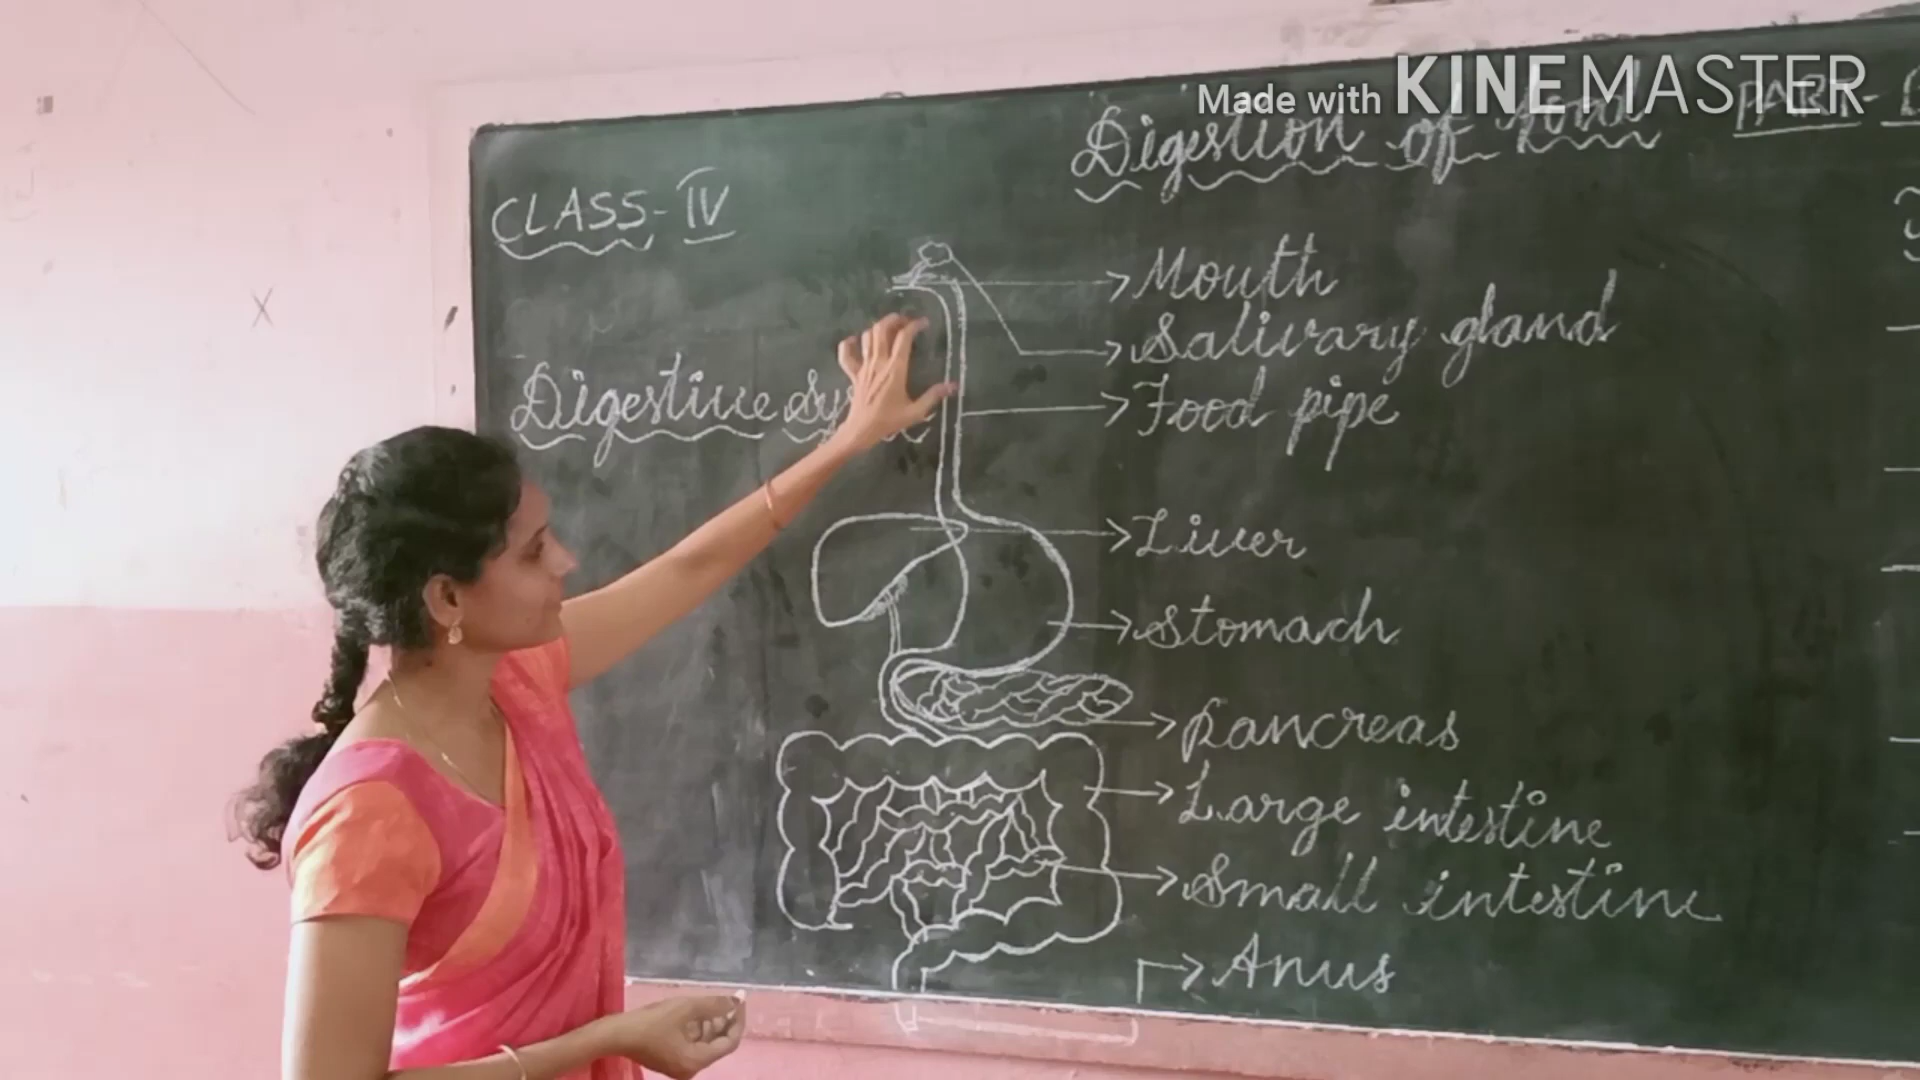 Made with KINEMASTER
Digestion of food
PART-
CLASS-IV
Mouth
Salivary gland
Digestive
Food pipe
Liver
Stomach
Pancreas
Large intestine
Small intestine
Anus